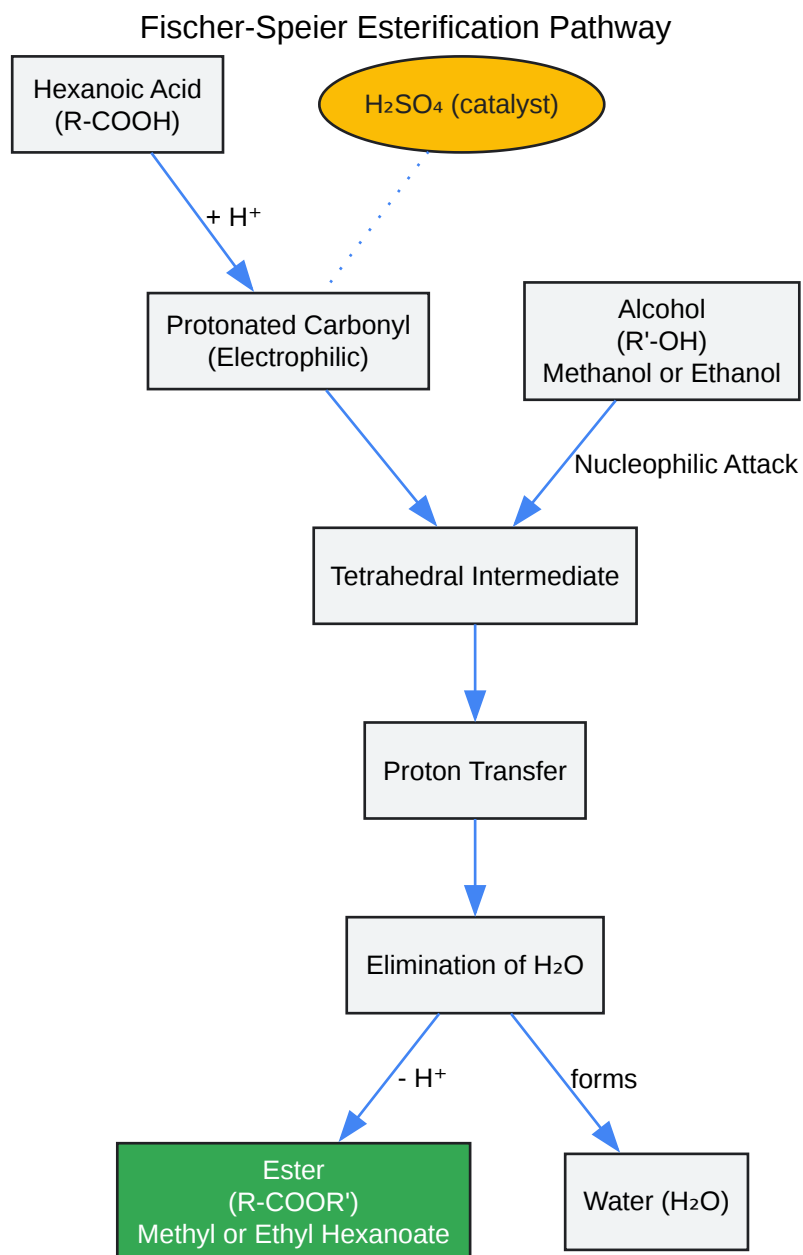 Fischer-Speier Esterification Pathway
Hexanoic Acid
(R-COOH)
H₂SO₄ (catalyst)
+ H⁺
Protonated Carbonyl
(Electrophilic)
Alcohol
(R'-OH)
Methanol or Ethanol
Nucleophilic Attack
Tetrahedral Intermediate
Proton Transfer
Elimination of H₂O
- H⁺
forms
Ester
(R-COOR')
Methyl or Ethyl Hexanoate
Water (H₂O)